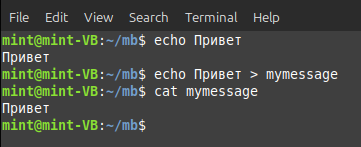 File Edit View Search Terminal Help
mint@mint-VB:~/mb$ echo Привет
Привет
mint@mint-VB:~/mb$ echo Привет > mymessage
mint@mint-VB:~/mb$ cat mymessage
Привет
mint@mint-VB:~/mb$